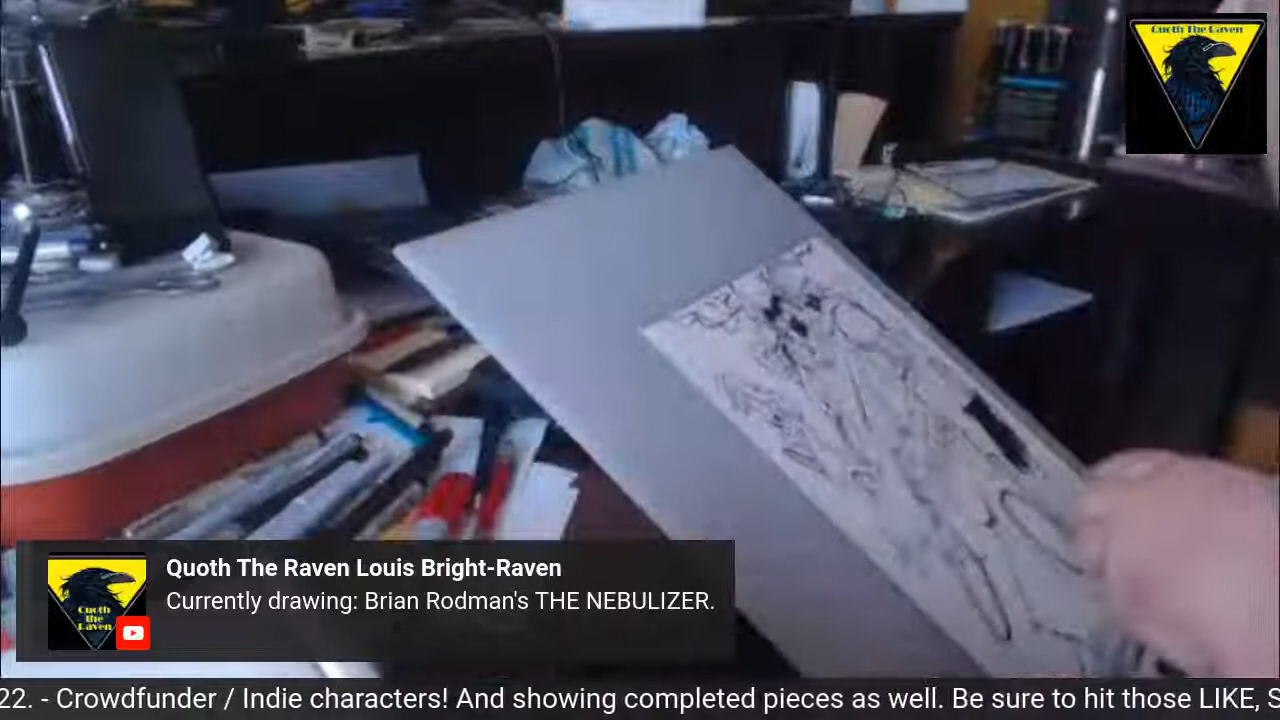 Quoth The Raven
Quoth The Raven Louis Bright-Raven
Currently drawing: Brian Rodman's THE NEBULIZER.
Quoth
the
Raven
22. - Crowdfunder / Indie characters! And showing completed pieces as well. Be sure to hit those LIKE, S